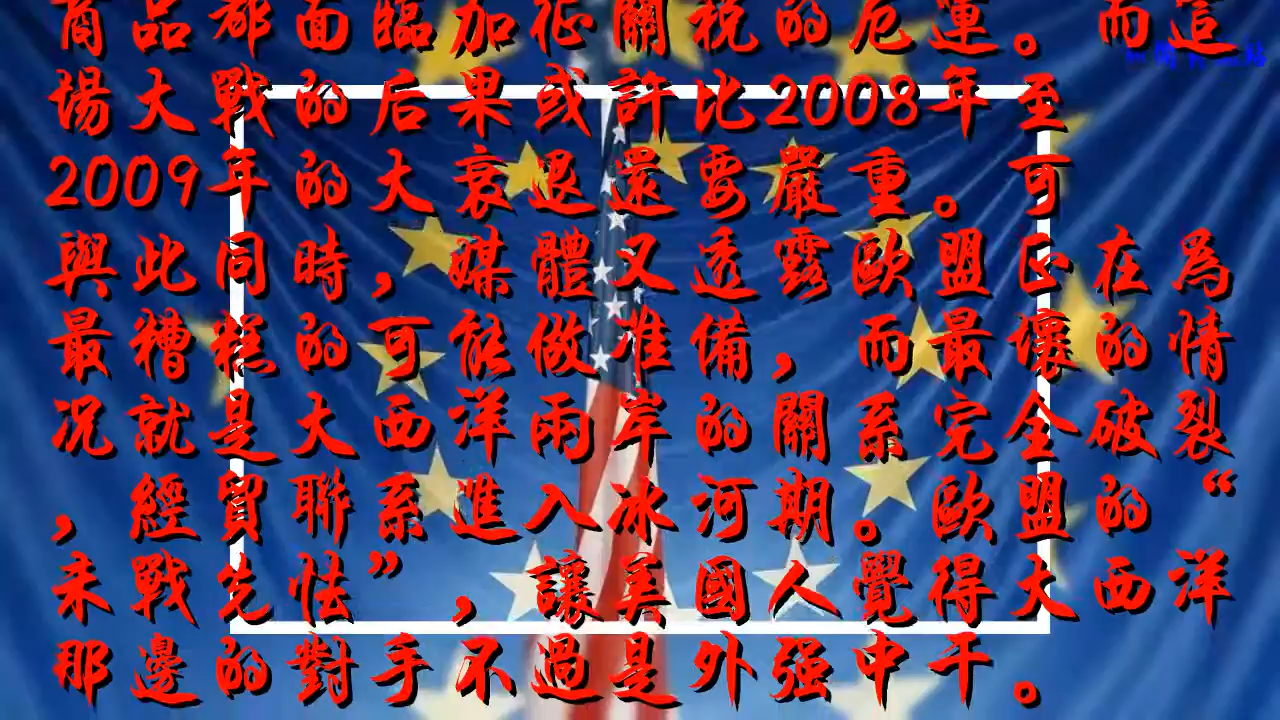 商品都面臨加征關稅的厄運。而這
場大戰的后果或許比2008年至
2009年的大衰退還要嚴重。可
與此同時，媒體又透露歐盟正在為
最糟糕的可能做准備，而最壞的情
況就是大西洋兩岸的關系完全破裂
，經貿聯系進入冰河期。歐盟的“
未戰先怯”，讓美國人覺得大西洋
那邊的對手不過是外强中干。